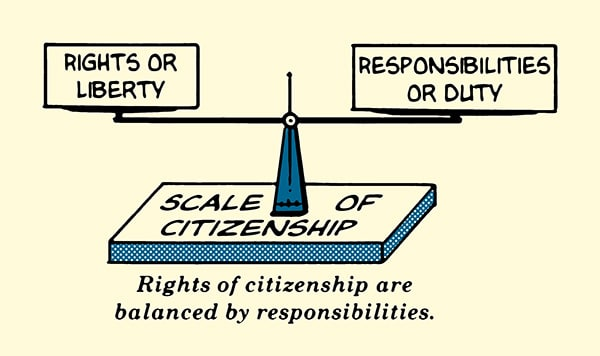 RIGHTS OR
LIBERTY
RESPONSIBILITIES
OR DUTY
SCALE OF
CITIZENSHIP
Rights of citizenship are
balanced by responsibilities.